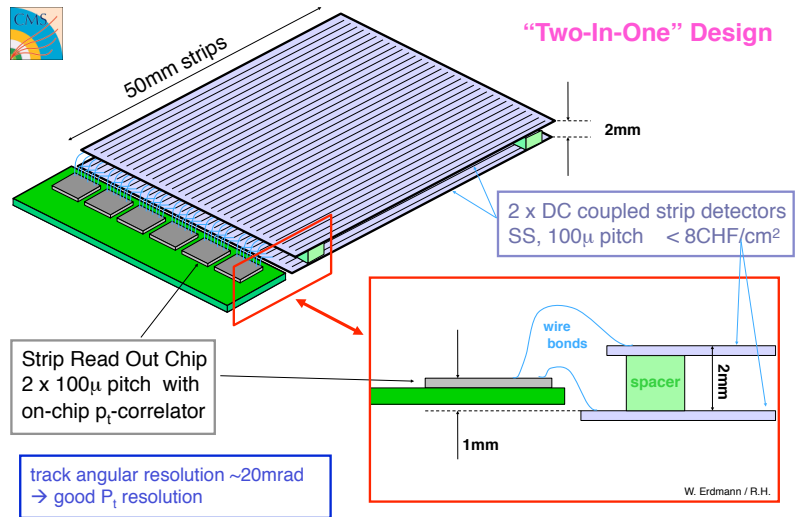 CMS
“Two-In-One” Design
50mm strips
2mm
2 x DC coupled strip detectors
SS, 100μ pitch < 8CHF/cm²
Strip Read Out Chip
2 x 100μ pitch with
on-chip pt-correlator
wire
bonds
spacer
2mm
1mm
track angular resolution ~20mrad
→ good Pt resolution
W. Erdmann / R.H.